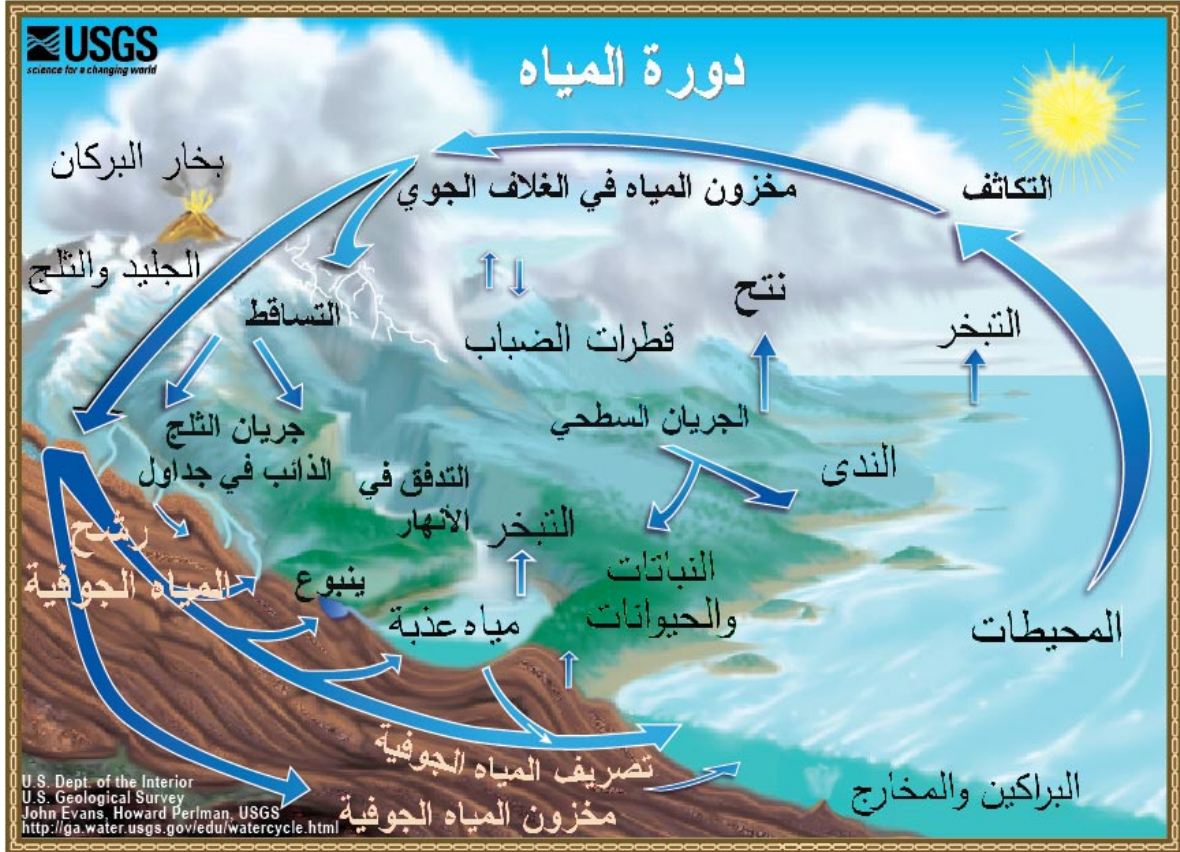 USGS
science for a changing world
دورة المياه
بخار البركان
التكاثف
مخزون المياه في الغلاف الجوي
الجليد والثلج
نتح
التساقط
التبخر
قطرات الضباب
الجريان السطحي
جريان الثلج
الذائب في جداول
الندى
التدفق في
الأنهار
التبخر
رشح
المياه الجوفية
ينبوع
النباتات
والحيوانات
مياه عذبة
المحيطات
تصريف المياه الجوفية
البراكين والمخارج
مخزون المياه الجوفية
U.S. Dept. of the Interior
U.S. Geological Survey
John Evans, Howard Perlman, USGS
http://ga.water.usgs.gov/edu/watercycle.html